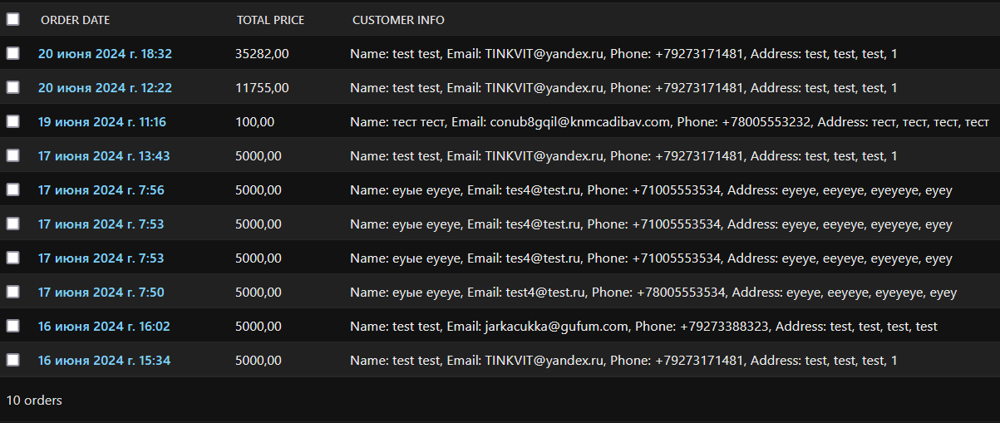 ORDER DATE TOTAL PRICE CUSTOMER INFO
20 июня 2024 г. 18:32 35282,00 Name: test test, Email: TINKVIT@yandex.ru, Phone: +79273171481, Address: test, test, test, 1
20 июня 2024 г. 12:22 11755,00 Name: test test, Email: TINKVIT@yandex.ru, Phone: +79273171481, Address: test, test, test, 1
19 июня 2024 г. 11:16 100,00 Name: тест тест, Email: conub8gqil@knmcadibav.com, Phone: +78005553232, Address: тест, тест, тест, тест
17 июня 2024 г. 13:43 5000,00 Name: test test, Email: TINKVIT@yandex.ru, Phone: +79273171481, Address: test, test, test, 1
17 июня 2024 г. 7:56 5000,00 Name: еуые eyeye, Email: tes4@test.ru, Phone: +71005553534, Address: eyeye, eeyeye, eyeyeye, eyey
17 июня 2024 г. 7:53 5000,00 Name: еуые eyeye, Email: tes4@test.ru, Phone: +71005553534, Address: eyeye, eeyeye, eyeyeye, eyey
17 июня 2024 г. 7:53 5000,00 Name: еуые eyeye, Email: tes4@test.ru, Phone: +71005553534, Address: eyeye, eeyeye, eyeyeye, eyey
17 июня 2024 г. 7:50 5000,00 Name: еуые eyeye, Email: test4@test.ru, Phone: +78005553534, Address: eyeye, eeyeye, eyeyeye, eyey
16 июня 2024 г. 16:02 5000,00 Name: test test, Email: jarkacukka@gufum.com, Phone: +79273388323, Address: test, test, test, test
16 июня 2024 г. 15:34 5000,00 Name: test test, Email: TINKVIT@yandex.ru, Phone: +79273171481, Address: test, test, test, 1
10 orders